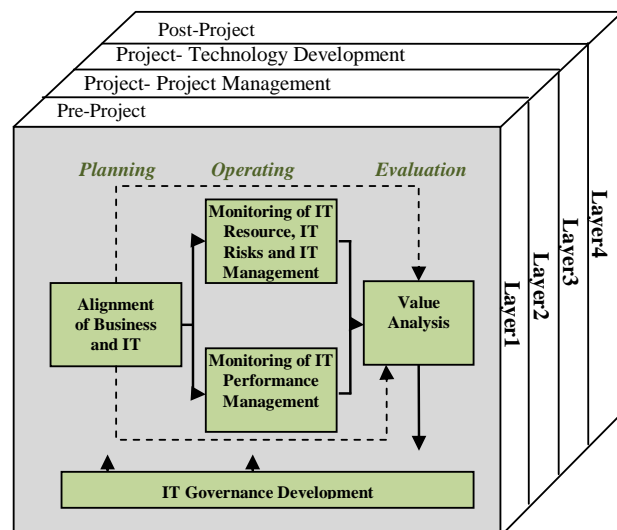 Post-Project
Project- Technology Development
Project- Project Management
Pre-Project
Planning
Operating
Evaluation
Monitoring of IT
Resource, IT
Risks and IT
Management
Alignment
of Business
and IT
Value
Analysis
Monitoring of IT
Performance
Management
IT Governance Development
Layer1
Layer2
Layer3
Layer4